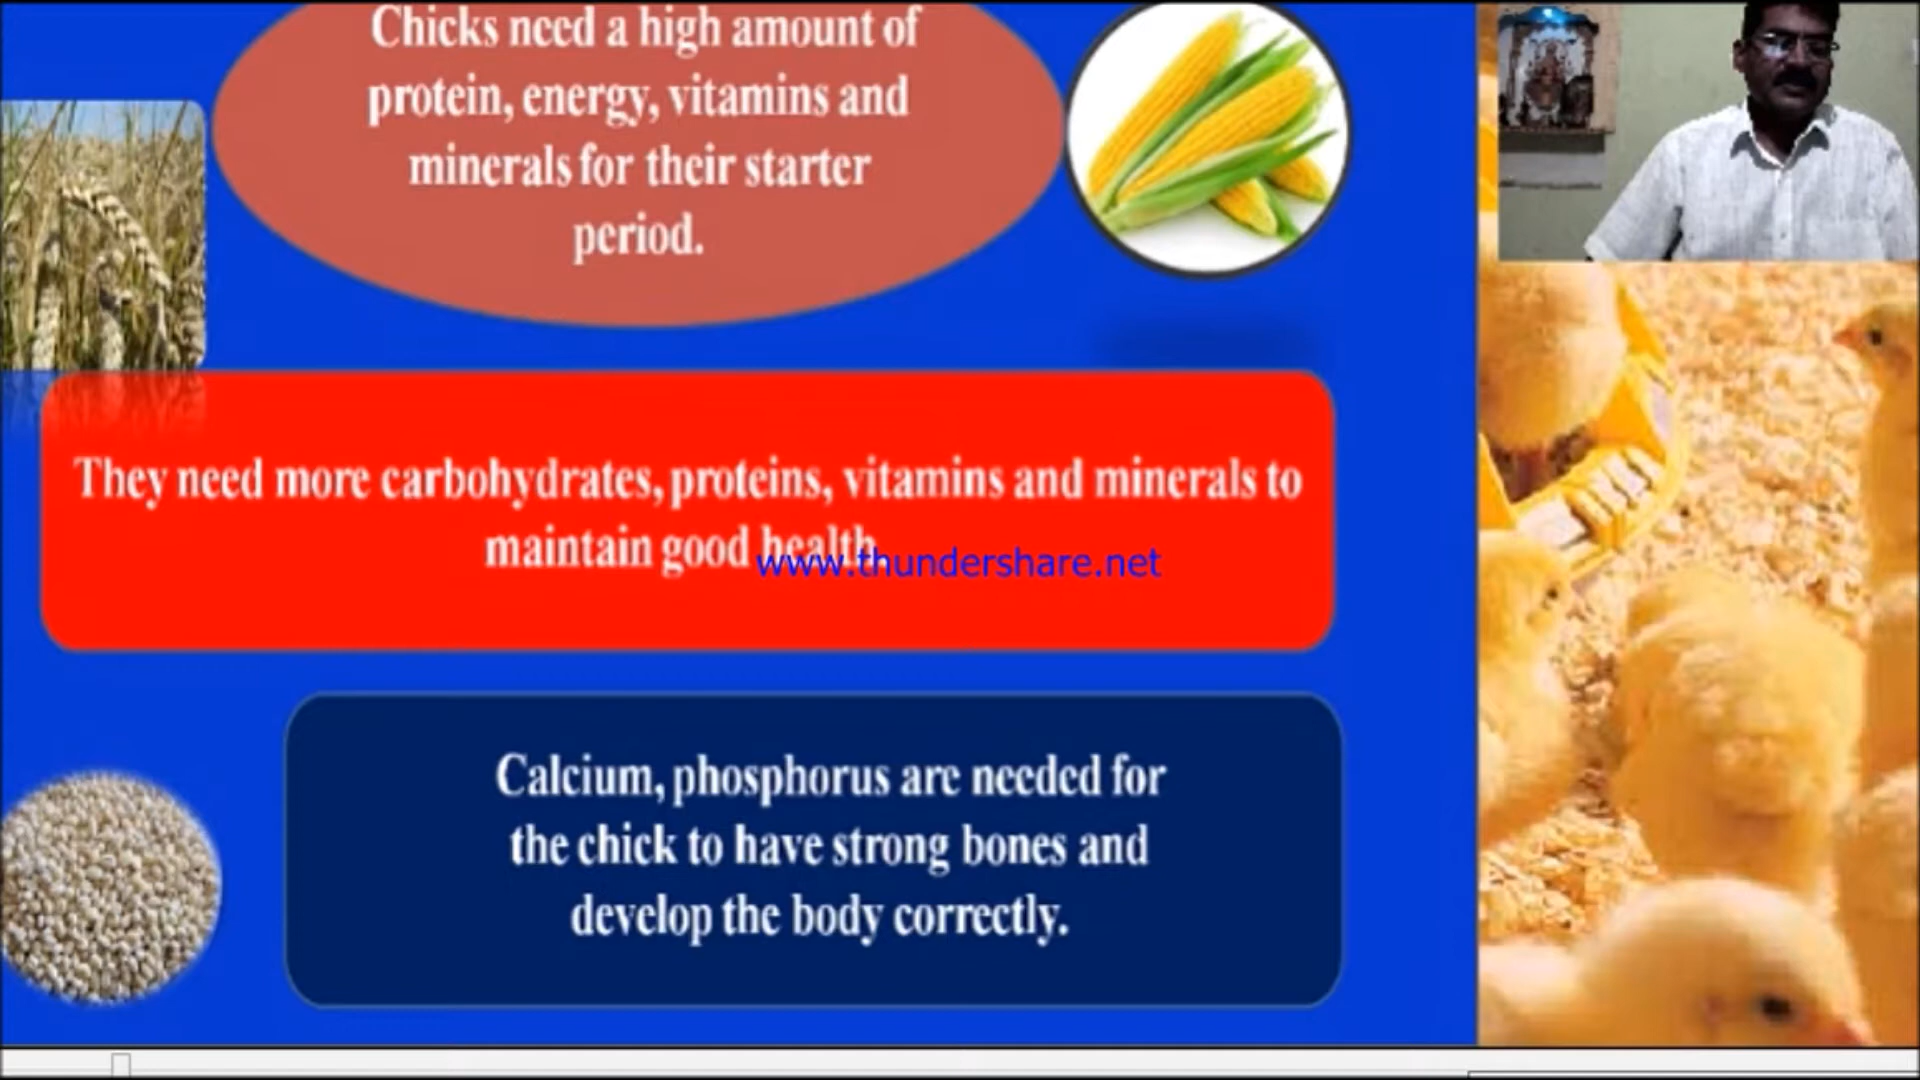 Chicks need a high amount of
protein, energy, vitamins and
minerals for their starter
period.
They need more carbohydrates, proteins, vitamins and minerals to
maintain good health.
www.thundershare.net
Calcium, phosphorus are needed for
the chick to have strong bones and
develop the body correctly.